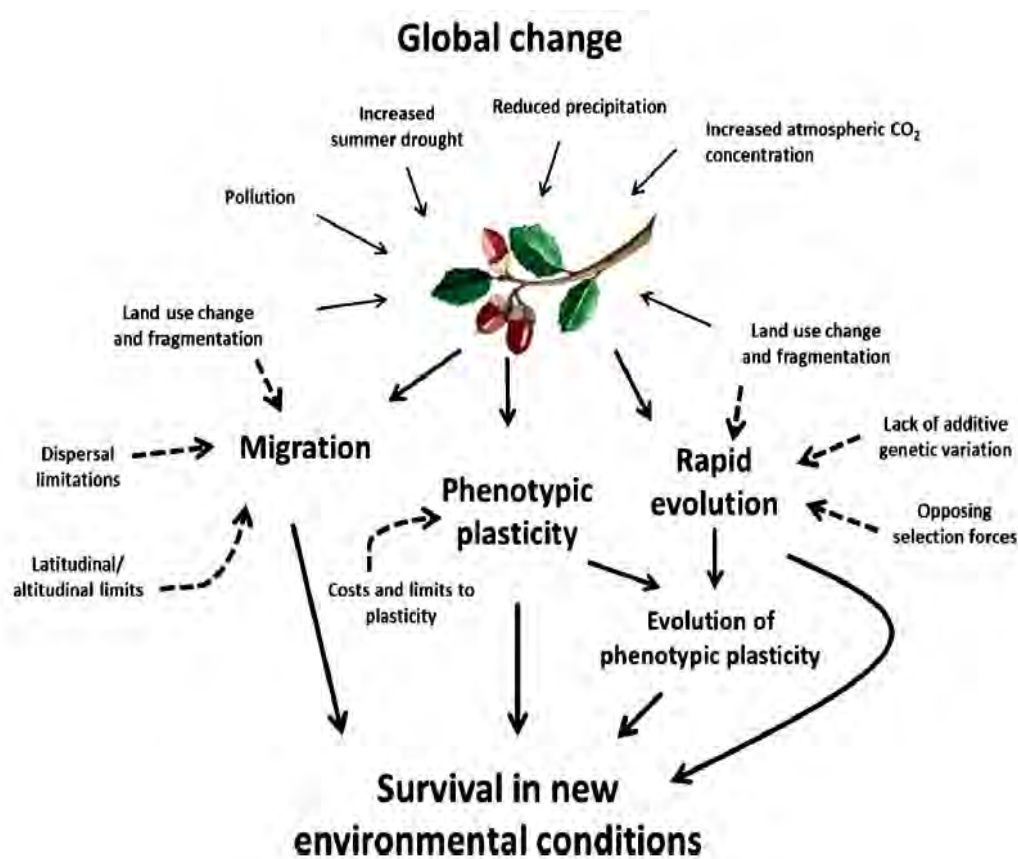 Global change
Increased
summer drought
Reduced precipitation
Increased atmospheric CO₂
concentration
Pollution
Land use change
and fragmentation
Land use change
and fragmentation
Migration
Dispersal
limitations
Latitudinal/
altitudinal limits
Phenotypic
plasticity
Costs and limits to
plasticity
Rapid
evolution
Lack of additive
genetic variation
Opposing
selection forces
Evolution of
phenotypic plasticity
Survival in new
environmental conditions